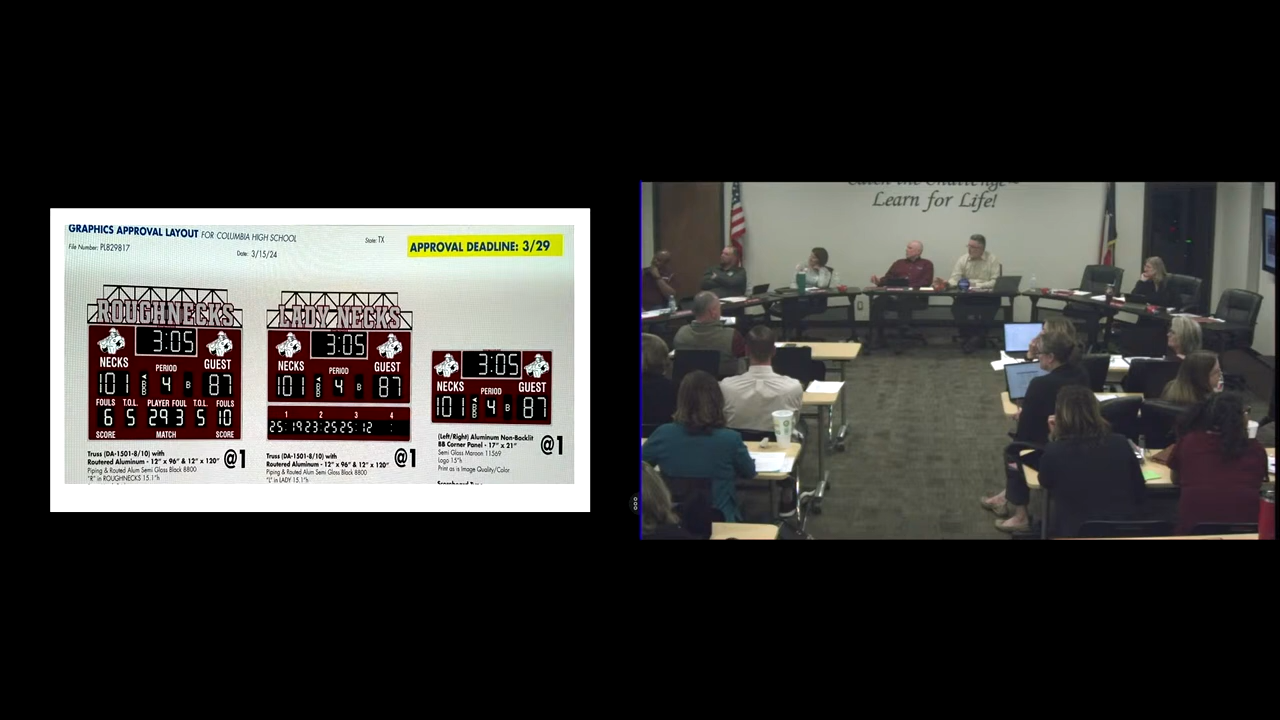 GRAPHICS APPROVAL LAYOUT FOR COLUMBIA HIGH SCHOOL
File Number: PL829817
Date: 3/15/24
State: TX
APPROVAL DEADLINE: 3/29
ROUGHNECKS
3:05
NECKS GUEST
PERIOD
101 4 B 87
FOULS T.O.L. PLAYER FOUL T.O.L. FOULS
6 5 29 3 5 10
SCORE MATCH SCORE
Truss (DA-1501-8/10) with
Routered Aluminum - 12" x 96" & 12" x 120"
Piping & Routed Alum Semi Gloss Black 8800
"R" in ROUGHNECKS 15.1"h
@1
LADY NECKS
3:05
NECKS GUEST
PERIOD
101 4 B 87
1 2 3 4
25:19 23:25 25:12 :
Truss (DA-1501-8/10) with
Routered Aluminum - 12" x 96" & 12" x 120"
Piping & Routed Alum Semi Gloss Black 8800
"L" in LADY 15.1"h
@1
3:05
NECKS GUEST
PERIOD
101 4 B 87
(Left/Right) Aluminum Non-Backlit
BB Corner Panel - 17" x 21"
Semi Gloss Maroon 11569
Logo 15"h
Print as is Image Quality/Color
@1
Catch the Challenge
Learn for Life!